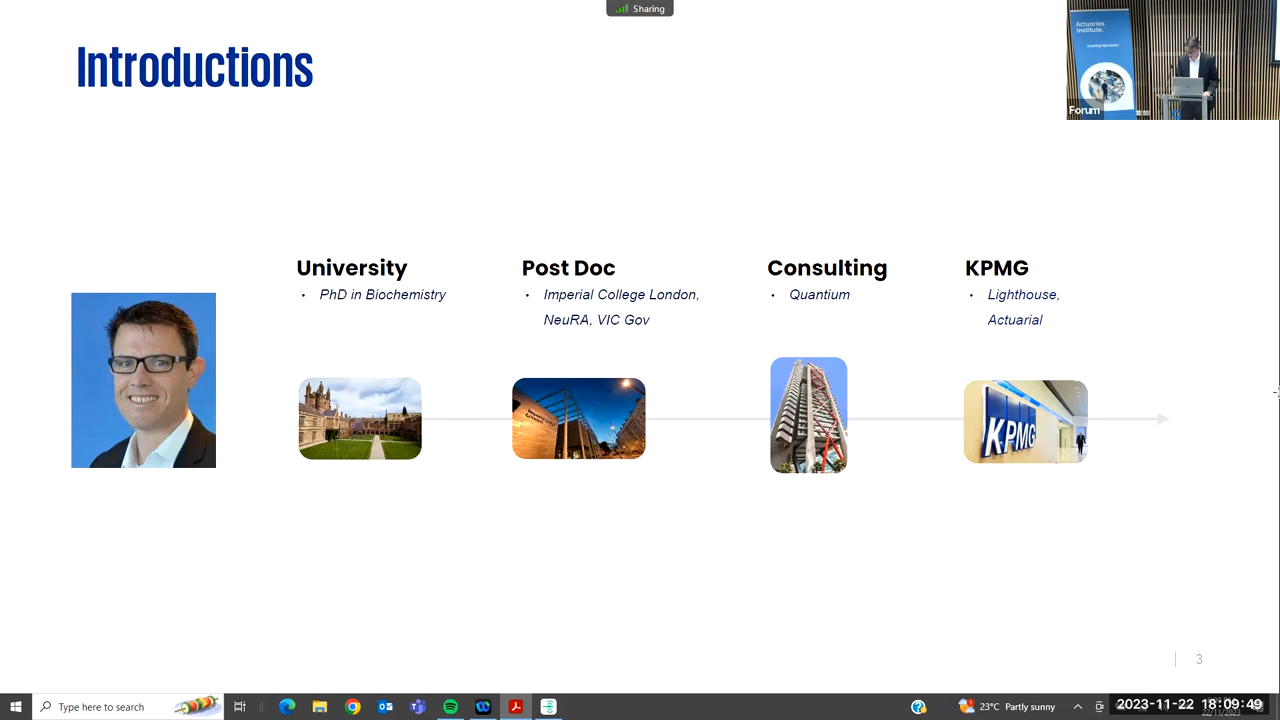 Sharing
Introductions
Actuaries
Institute.
Forum
University
• PhD in Biochemistry
Post Doc
• Imperial College London,
NeuRA, VIC Gov
Consulting
• Quantium
KPMG
• Lighthouse,
Actuarial
KPMG
3
Type here to search
23°C Partly sunny
2023-11-22 18:09:49